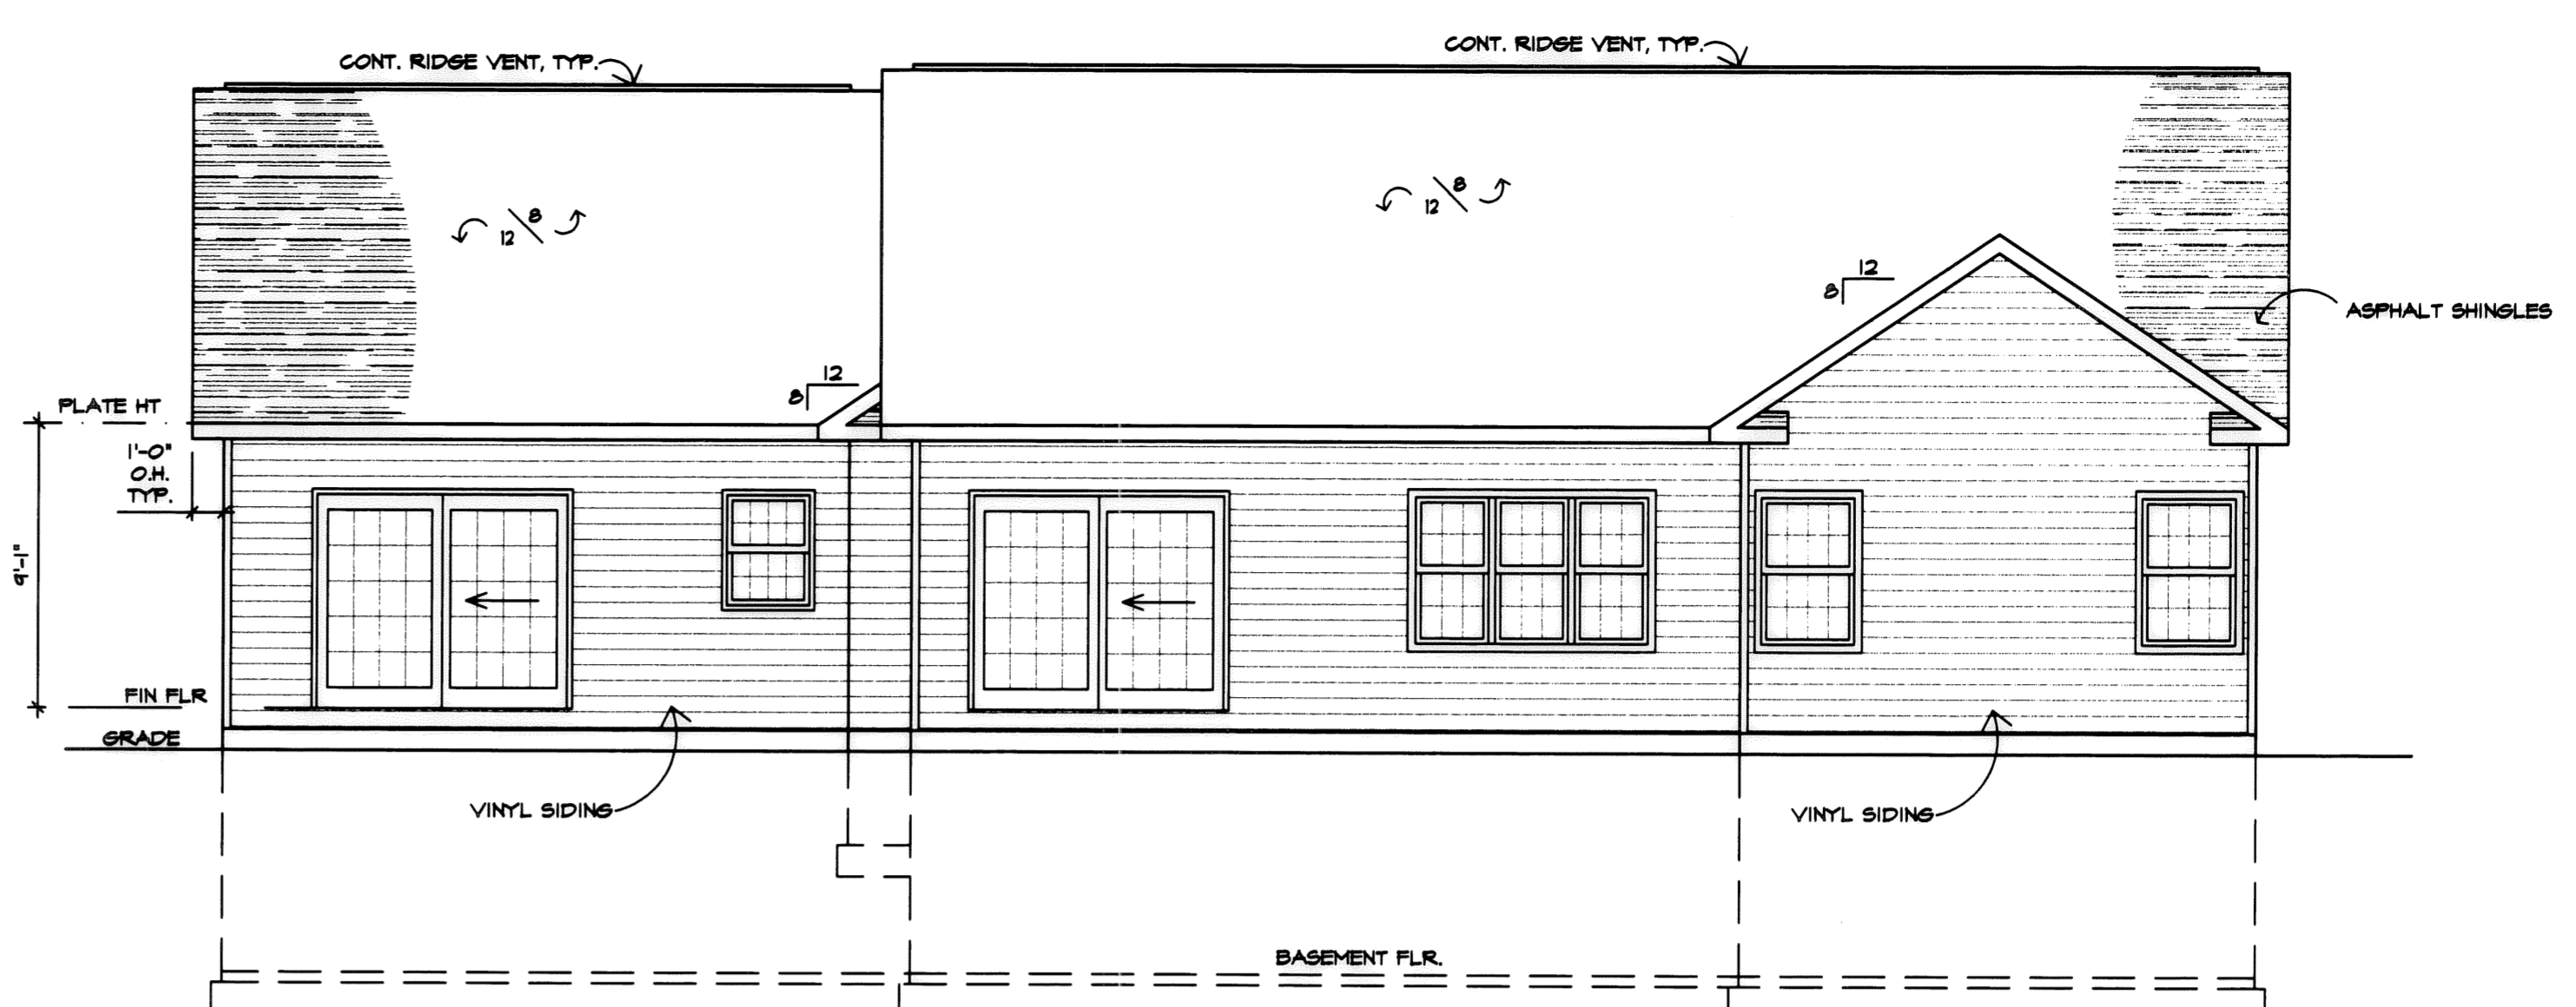 CONT. RIDGE VENT, TYP.
CONT. RIDGE VENT, TYP.
12/8
12/8
12
8
ASPHALT SHINGLES
12
8
PLATE HT
1'-0"
O.H.
TYP.
9'-1"
FIN FLR
GRADE
VINYL SIDING
VINYL SIDING
BASEMENT FLR.